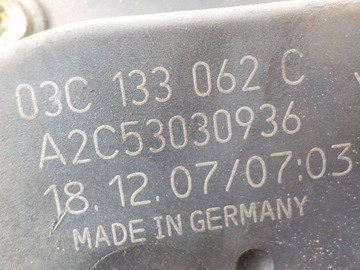 03C 133 062 C
A2C53030936
18.12.07/07:03
MADE IN GERMANY